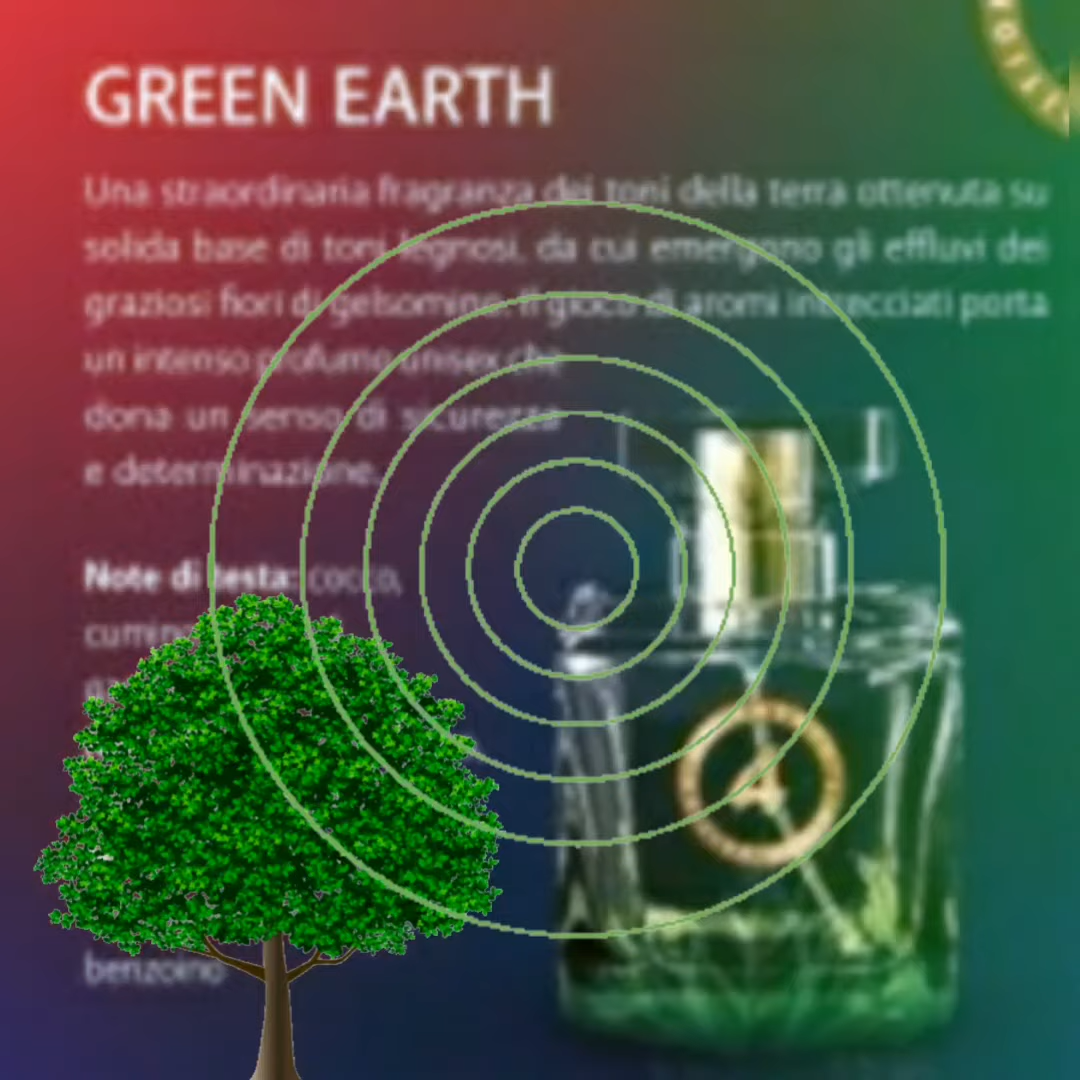 GREEN EARTH
Una straordinaria fragranza dei toni della terra ottenuta su
solida base di toni legnosi, da cui emergono gli effluvi dei
graziosi fiori di gelsomino. Il gioco di aromi intrecciati porta
un intenso profumo unisex che
dona un senso di sicurezza
e determinazione.
Note di testa: cocco,
benzoino